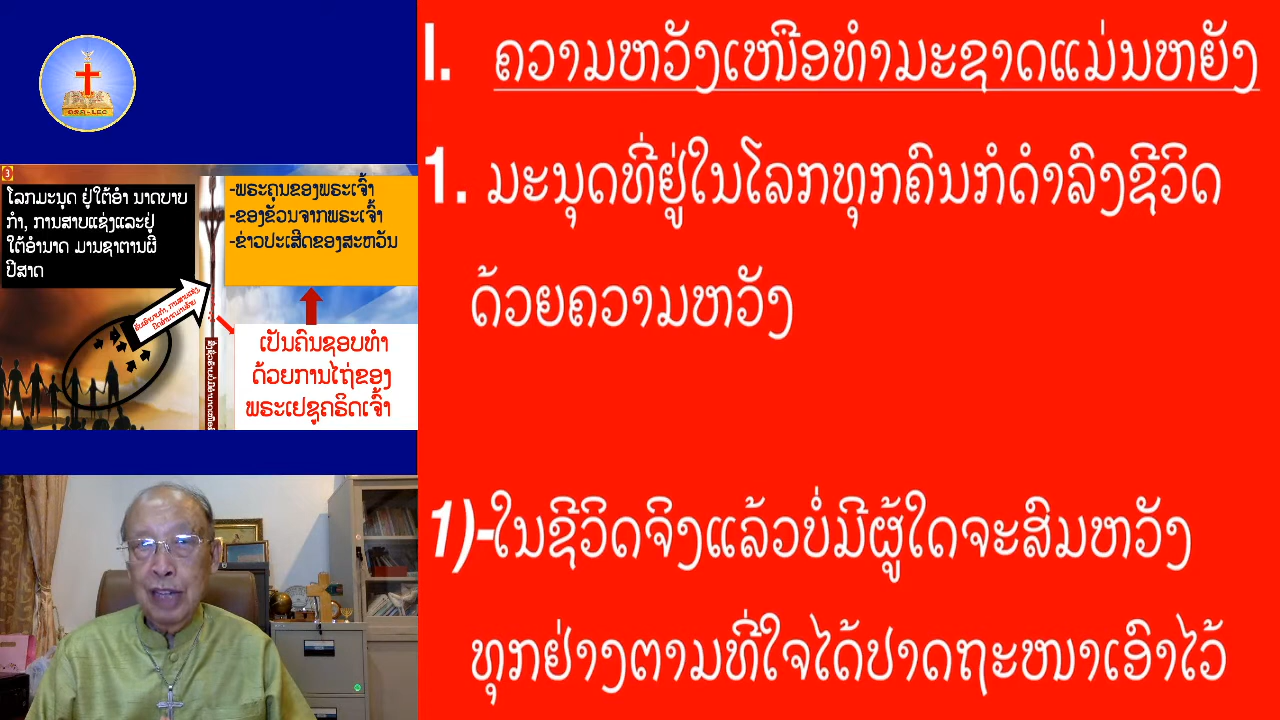 I. ຄວາມຫວັງເໜືອທຳມະຊາດແມ່ນຫຍັງ
1. ມະນຸດທີ່ຢູ່ໃນໂລກທຸກຄົນກໍດຳລົງຊີວິດ
ດ້ວຍຄວາມຫວັງ
1)-ໃນຊີວິດຈິງແລ້ວບໍ່ມີຜູ້ໃດຈະສົມຫວັງ
ທຸກຢ່າງຕາມທີ່ໃຈໄດ້ປາດຖະໜາເອົາໄວ້
3
ໂລກມະນຸດ ຢູ່ໃຕ້ອຳ ນາດບາບ
ກຳ, ການສາບແຊ່ງແລະຢູ່
ໃຕ້ອຳນາດ ມານຊາຕານຜີ
ປີສາດ
-ພຣະຄຸນຂອງພຣະເຈົ້າ
-ຂອງຂັວນຈາກພຣະເຈົ້າ
-ຂ່າວປະເສີດຂອງສະຫວັນ
ເປັນຄົນຊອບທຳ
ດ້ວຍການໄຖ່ຂອງ
ພຣະເຢຊູຄຣິດເຈົ້າ